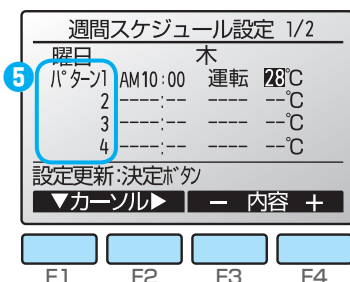 週間スケジュール設定 1/2
曜日 木
5 パターン1 AM10:00 運転 28℃
2 ----:-- ---- --℃
3 ----:-- ---- --℃
4 ----:-- ---- --℃
設定更新:決定ボタン
▼カーソル▶ － 内容 ＋
F1 F2 F3 F4